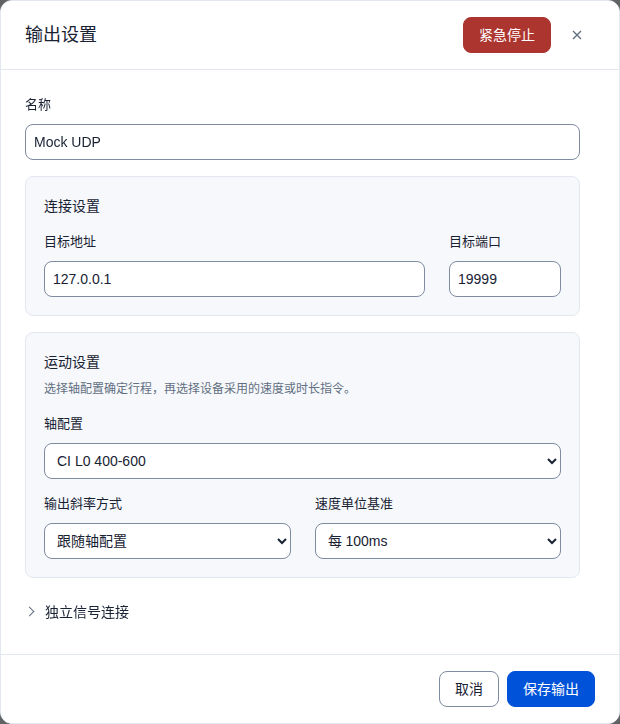 输出设置
紧急停止
×
名称
Mock UDP
连接设置
目标地址
目标端口
127.0.0.1
19999
运动设置
选择轴配置确定行程，再选择设备采用的速度或时长指令。
轴配置
CI L0 400-600
输出斜率方式
速度单位基准
跟随轴配置
每 100ms
独立信号连接
取消
保存输出